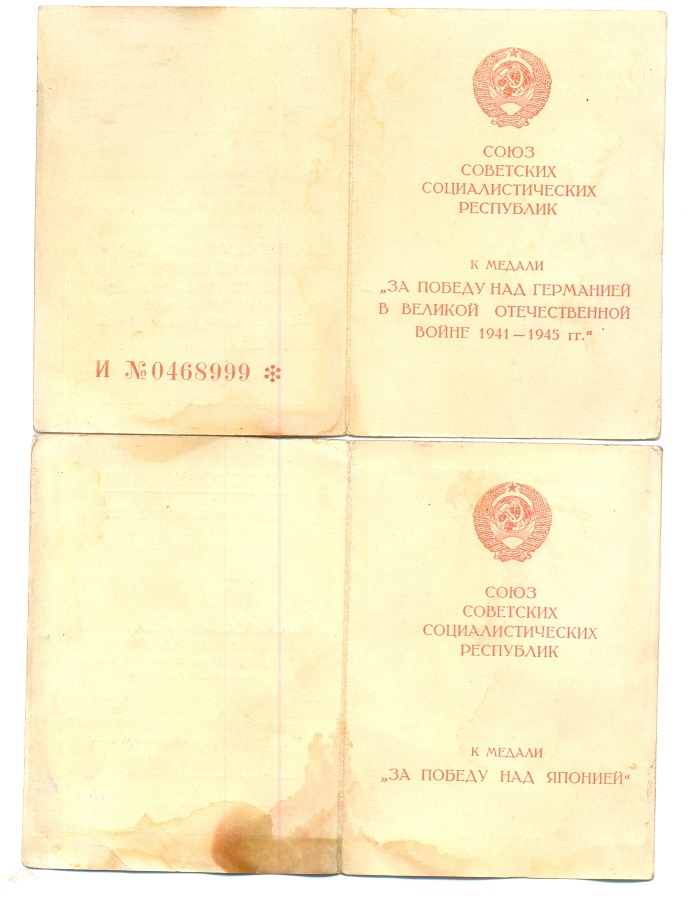 СОЮЗ
СОВЕТСКИХ
СОЦИАЛИСТИЧЕСКИХ
РЕСПУБЛИК
К МЕДАЛИ
„ЗА ПОБЕДУ НАД ГЕРМАНИЕЙ
В ВЕЛИКОЙ ОТЕЧЕСТВЕННОЙ
ВОЙНЕ 1941—1945 гг.“
И №0468999 ✻
СОЮЗ
СОВЕТСКИХ
СОЦИАЛИСТИЧЕСКИХ
РЕСПУБЛИК
К МЕДАЛИ
„ЗА ПОБЕДУ НАД ЯПОНИЕЙ“